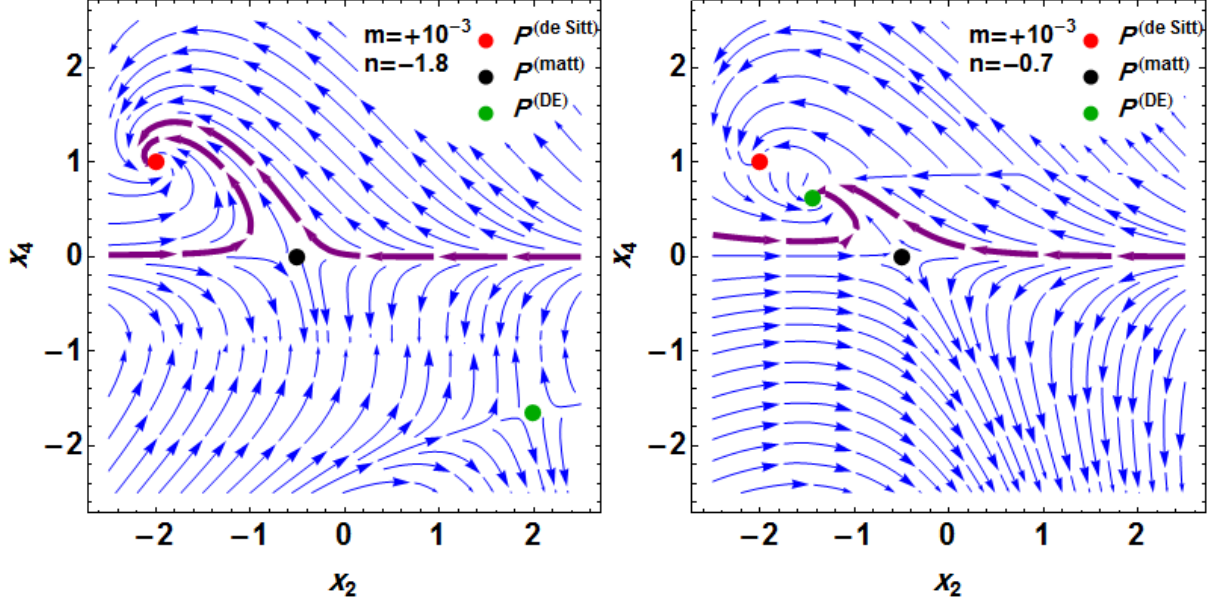 m=+10⁻³ P(de Sitt)
n=−1.8 P(matt)
P(DE)
2
1
0
−1
−2
x₄
−2 −1 0 1 2
x₂
m=+10⁻³ P(de Sitt)
n=−0.7 P(matt)
P(DE)
2
1
0
−1
−2
x₄
−2 −1 0 1 2
x₂